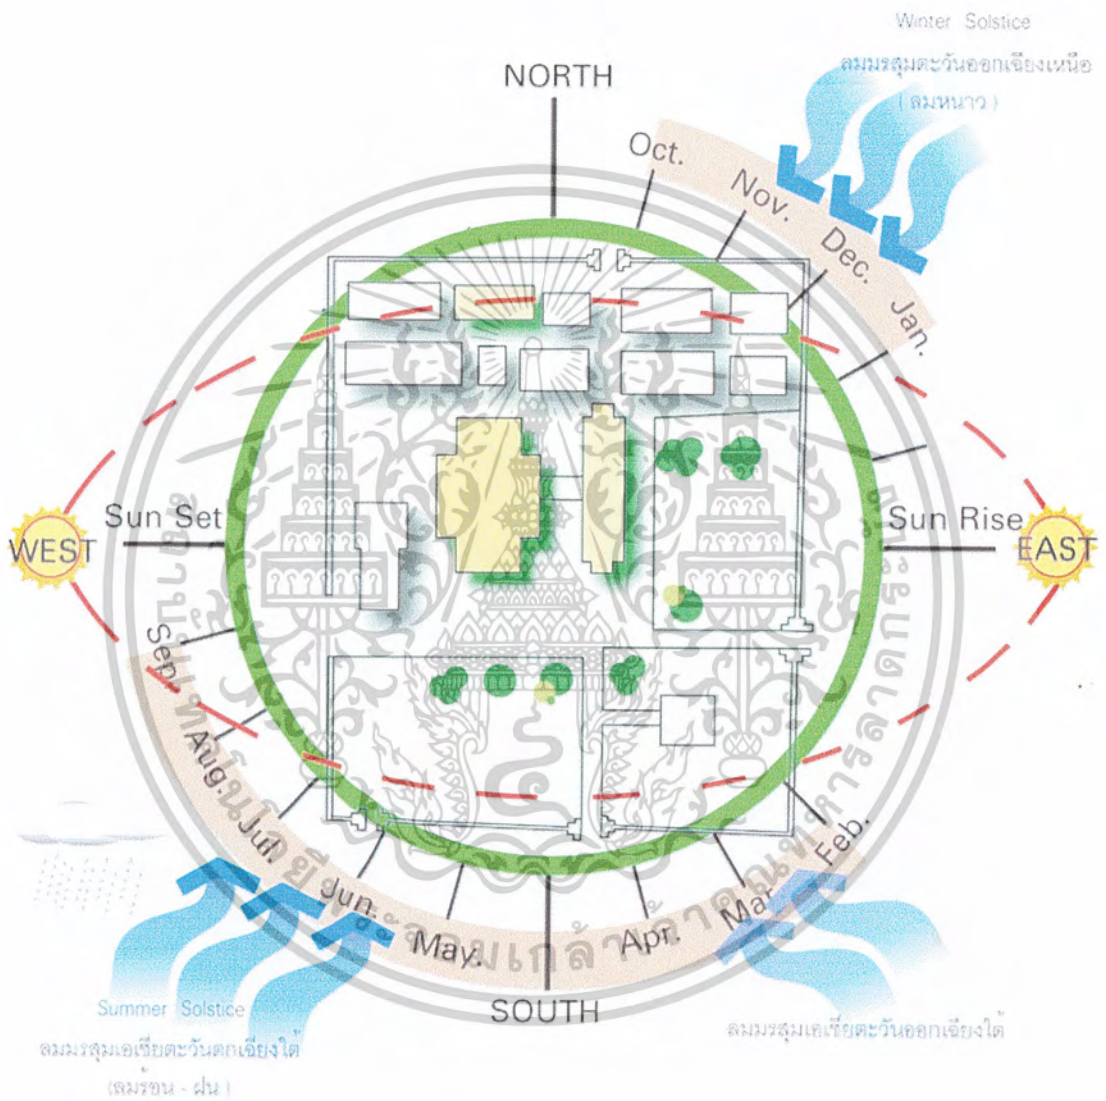 Winter Solstice
ลมมรสุมตะวันออกเฉียงเหนือ
( ลมหนาว )
NORTH
Oct.
Nov.
Dec.
Jan.
Sun Set
WEST
Sun Rise
EAST
Sep.
Aug.
Jul.
Jun.
May.
Apr.
Mar
Feb.
SOUTH
Summer Solstice
ลมมรสุมเอเชียตะวันตกเฉียงใต้
(ลมร้อน - ฝน )
ลมมรสุมเอเชียตะวันออกเฉียงใต้